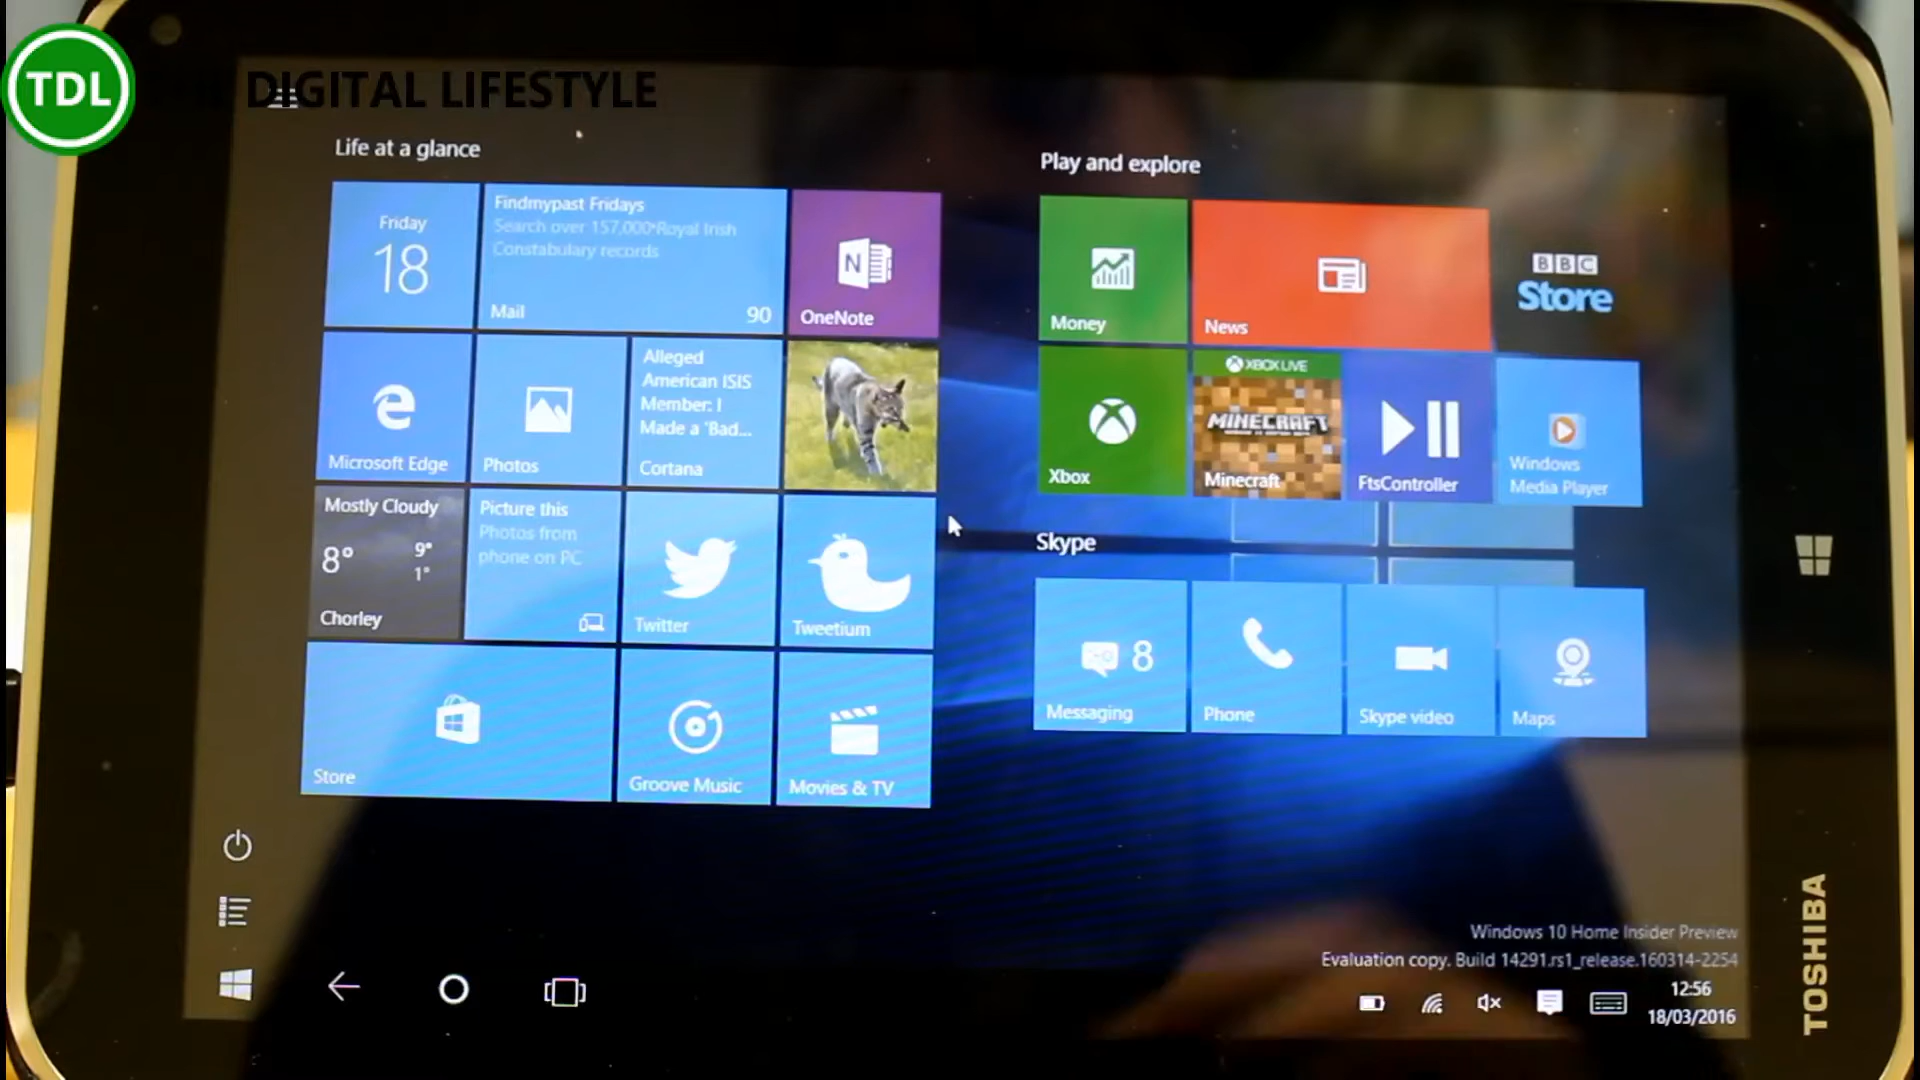 TDL
DIGITAL LIFESTYLE
Life at a glance
Friday
18
Findmypast Fridays
Search over 157,000 Royal Irish
Constabulary records
Mail
90
N
OneNote
Microsoft Edge
Photos
Alleged
American ISIS
Member: I
Made a 'Bad...
Cortana
Mostly Cloudy
8°
9°
1°
Chorley
Picture this
Photos from
phone on PC
Twitter
Tweetium
Store
Groove Music
Movies & TV
Play and explore
Money
News
BBC
Store
Xbox
XBOX LIVE
MINECRAFT
Minecraft
FtsController
Windows
Media Player
Skype
8
Messaging
Phone
Skype video
Maps
Windows 10 Home Insider Preview
Evaluation copy. Build 14291.rs1_release.160314-2254
12:56
18/03/2016
TOSHIBA